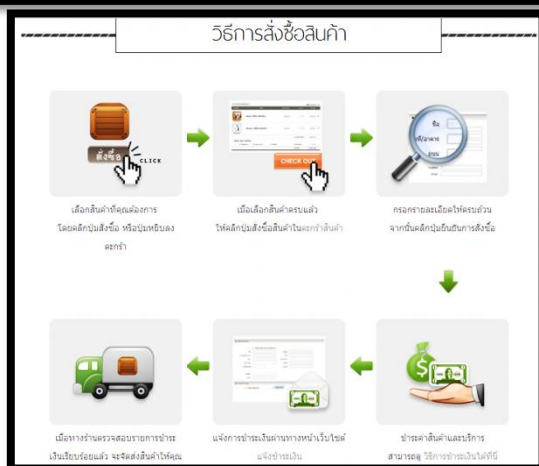 วิธีการสั่งซื้อสินค้า
สั่งซื้อ
CLICK
CHECK OUT
ชื่อ
ที่/อาคาร
ถนน
เลือกสินค้าที่คุณต้องการ
โดยคลิกปุ่มสั่งซื้อ หรือปุ่มหยิบลง
ตะกร้า
เมื่อเลือกสินค้าครบแล้ว
ให้คลิกปุ่มสั่งซื้อสินค้าในตะกร้าสินค้า
กรอกรายละเอียดให้ครบถ้วน
จากนั้นคลิกปุ่มยืนยันการสั่งซื้อ
เมื่อทางร้านตรวจสอบรายการชำระ
เงินเรียบร้อยแล้ว จะจัดส่งสินค้าให้คุณ
แจ้งการชำระเงินผ่านทางหน้าเว็บไซต์
แจ้งชำระเงิน
ชำระค่าสินค้าและบริการ
สามารถดู วิธีการชำระเงินได้ที่นี่